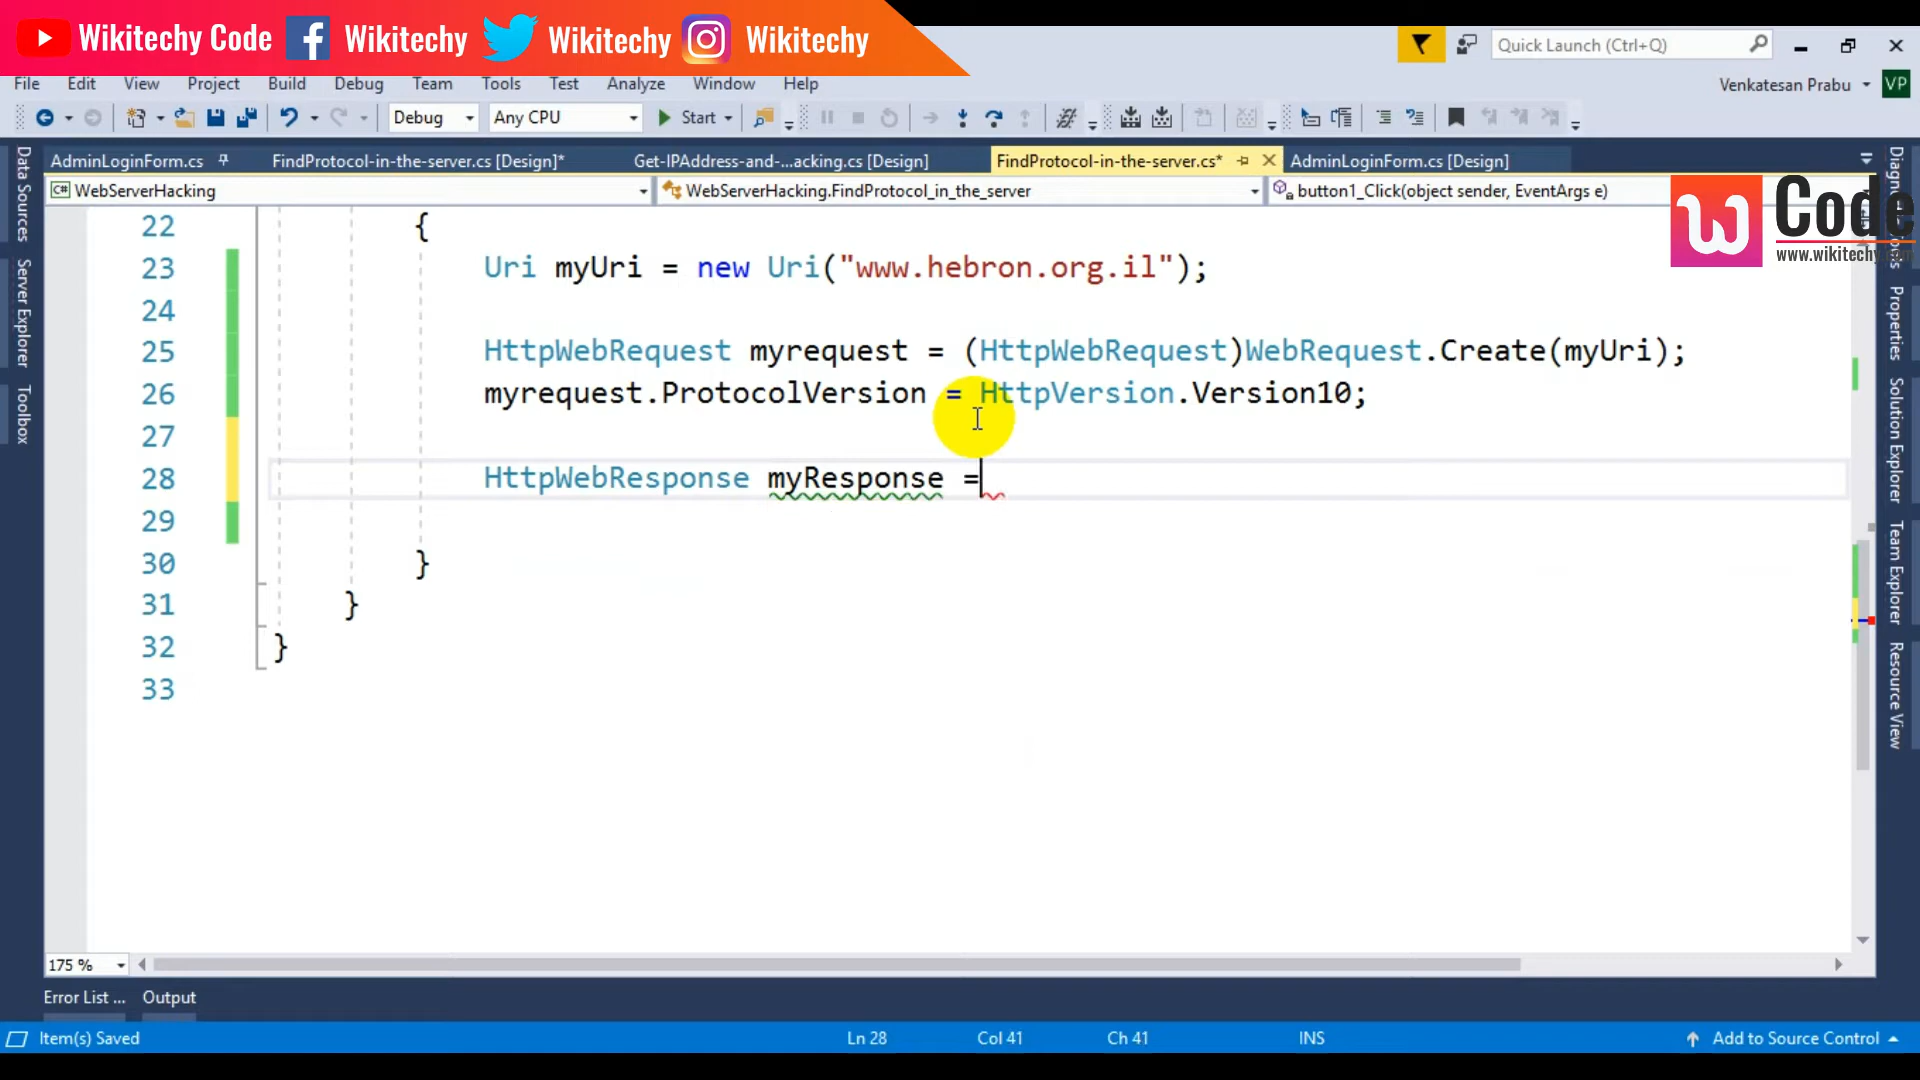 Wikitechy Code Wikitechy Wikitechy Wikitechy
Quick Launch (Ctrl+Q)
File Edit View Project Build Debug Team Tools Test Analyze Window Help
Venkatesan Prabu VP
Debug Any CPU Start
AdminLoginForm.cs FindProtocol-in-the-server.cs [Design]* Get-IPAddress-and-...acking.cs [Design] FindProtocol-in-the-server.cs* AdminLoginForm.cs [Design]
C# WebServerHacking WebServerHacking.FindProtocol_in_the_server button1_Click(object sender, EventArgs e)
W Code
www.wikitechy.com
Data Sources
Server Explorer
Toolbox
Properties
Solution Explorer
Team Explorer
Resource View
22 {
23 Uri myUri = new Uri("www.hebron.org.il");
24
25 HttpWebRequest myrequest = (HttpWebRequest)WebRequest.Create(myUri);
26 myrequest.ProtocolVersion = HttpVersion.Version10;
27
28 HttpWebResponse myResponse =
29
30 }
31 }
32 }
33
175 %
Error List ... Output
Item(s) Saved Ln 28 Col 41 Ch 41 INS Add to Source Control